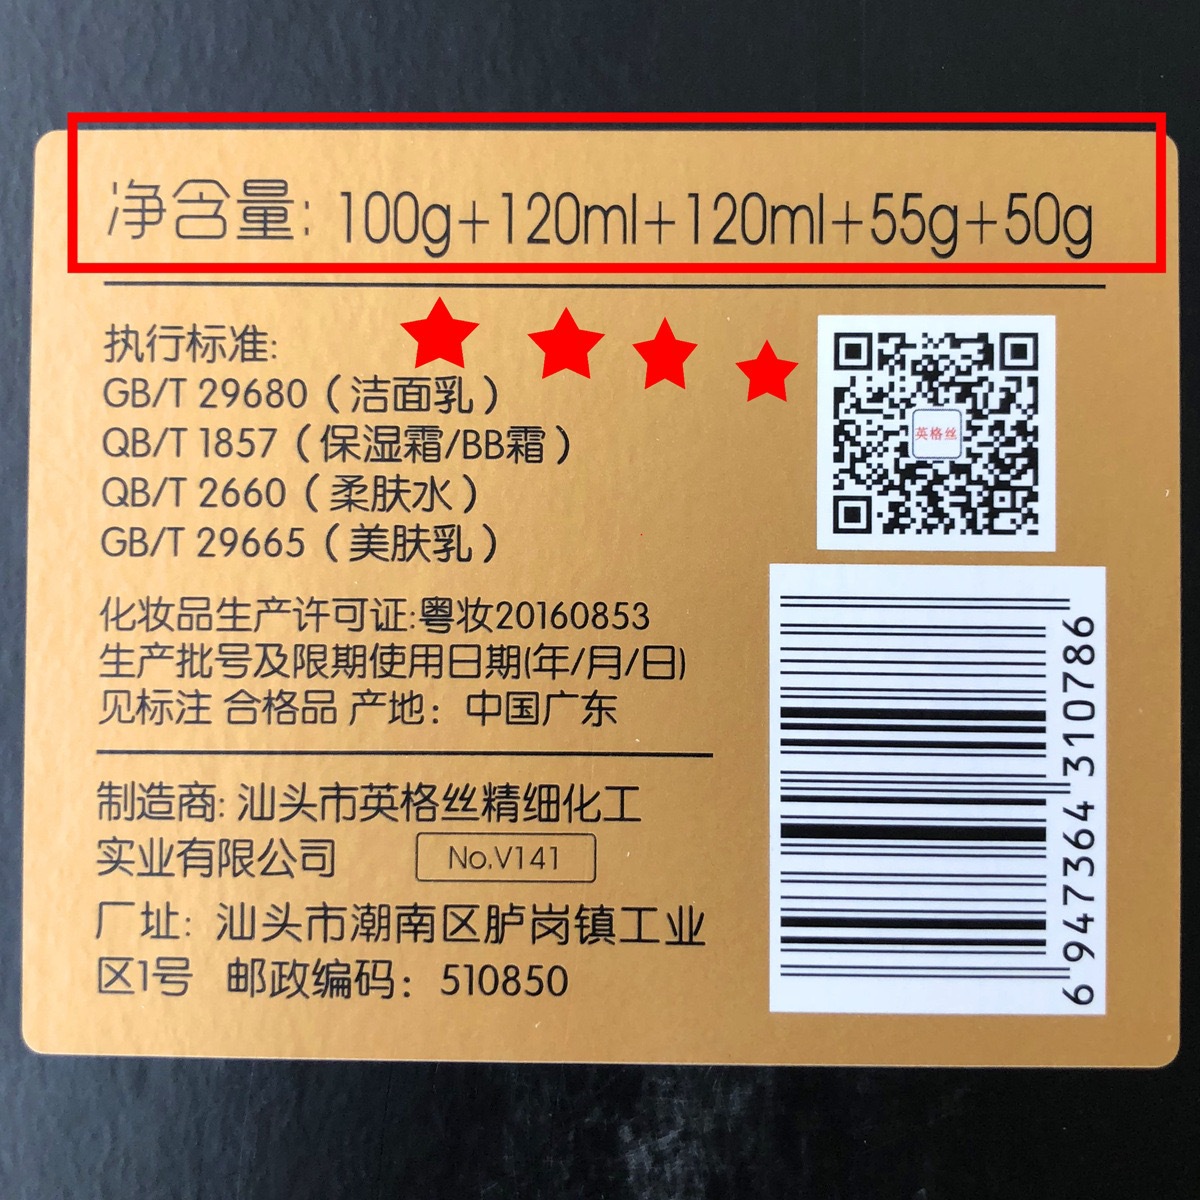 净含量: 100g+120ml+120ml+55g+50g
执行标准:
GB/T 29680（洁面乳）
QB/T 1857（保湿霜/BB霜）
QB/T 2660（柔肤水）
GB/T 29665（美肤乳）
英格丝
化妆品生产许可证:粤妆20160853
生产批号及限期使用日期(年/月/日)
见标注 合格品 产地：中国广东
制造商: 汕头市英格丝精细化工
实业有限公司
No.V141
厂址: 汕头市潮南区胪岗镇工业
区1号 邮政编码：510850
6 947364 310786